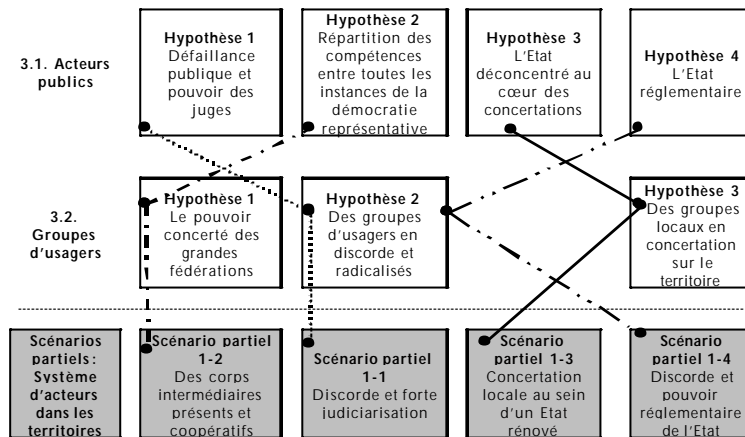 3.1. Acteurs
publics
Hypothèse 1
Défaillance
publique et
pouvoir des
juges
Hypothèse 2
Répartition des
compétences
entre toutes les
instances de la
démocratie
représentative
Hypothèse 3
L'Etat
déconcentré au
cœur des
concertations
Hypothèse 4
L'Etat
réglementaire
3.2.
Groupes
d'usagers
Hypothèse 1
Le pouvoir
concerté des
grandes
fédérations
Hypothèse 2
Des groupes
d'usagers en
discorde et
radicalisés
Hypothèse 3
Des groupes
locaux en
concertation
sur le
territoire
Scénarios
partiels:
Système
d'acteurs
dans les
territoires
Scénario partiel
1-2
Des corps
intermédiaires
présents et
coopératifs
Scénario partiel
1-1
Discorde et forte
judiciarisation
Scénario
partiel 1-3
Concertation
locale au sein
d'un Etat
rénové
Scénario
partiel 1-4
Discorde et
pouvoir
réglementaire
de l'Etat